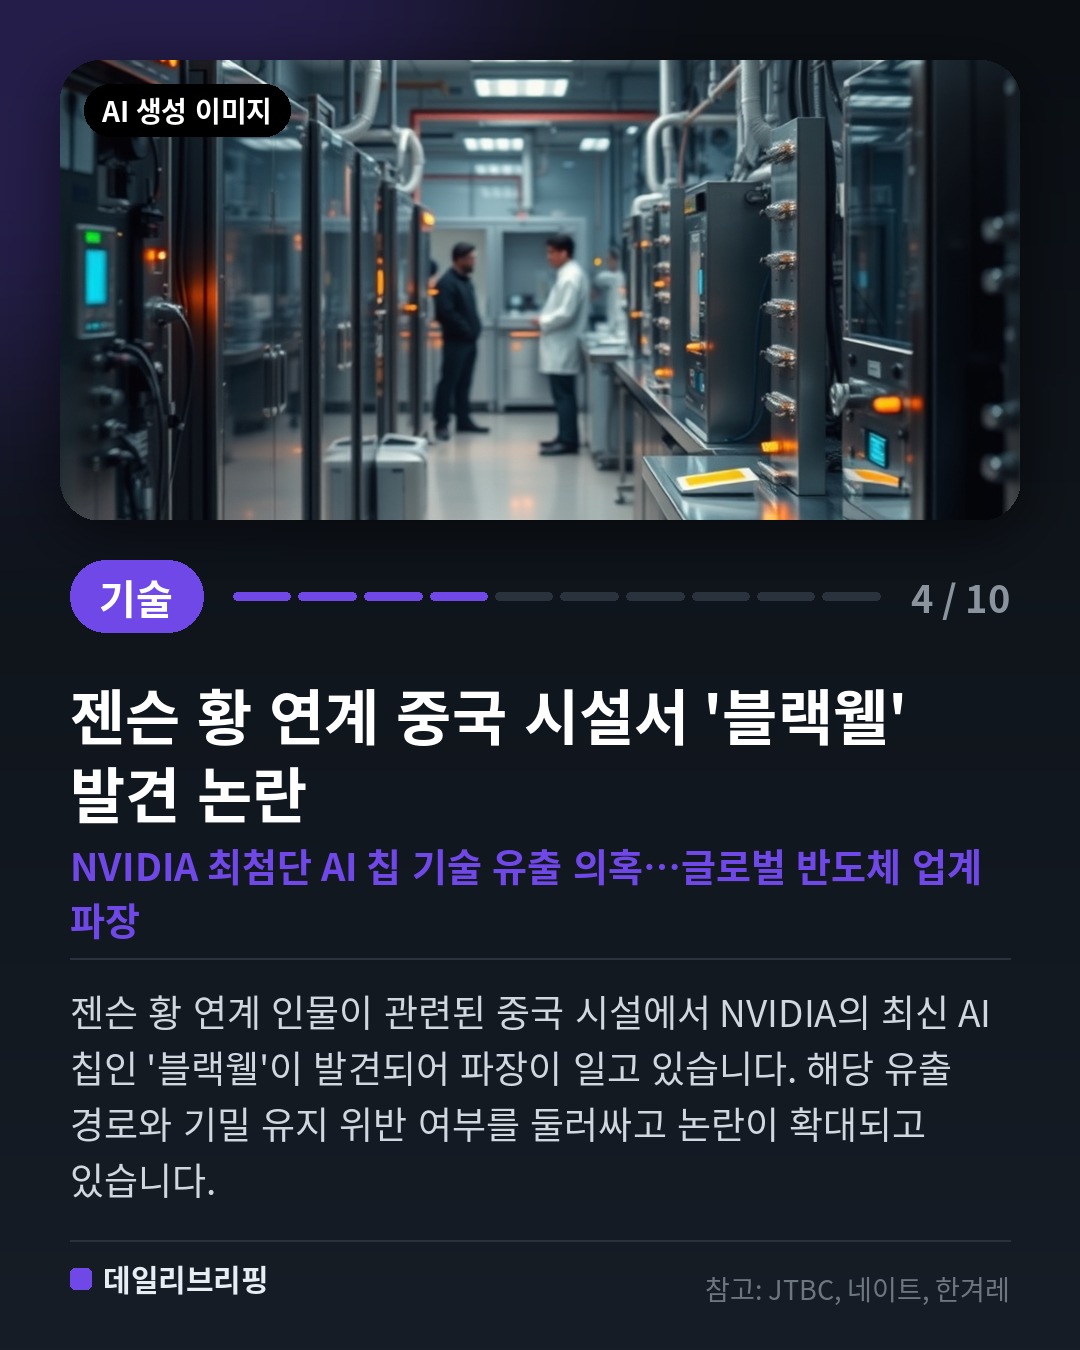 AI 생성 이미지
기술
4 / 10
젠슨 황 연계 중국 시설서 '블랙웰'
발견 논란
NVIDIA 최첨단 AI 칩 기술 유출 의혹…글로벌 반도체 업계
파장
젠슨 황 연계 인물이 관련된 중국 시설에서 NVIDIA의 최신 AI
칩인 '블랙웰'이 발견되어 파장이 일고 있습니다. 해당 유출
경로와 기밀 유지 위반 여부를 둘러싸고 논란이 확대되고
있습니다.
데일리브리핑
참고: JTBC, 네이트, 한겨레